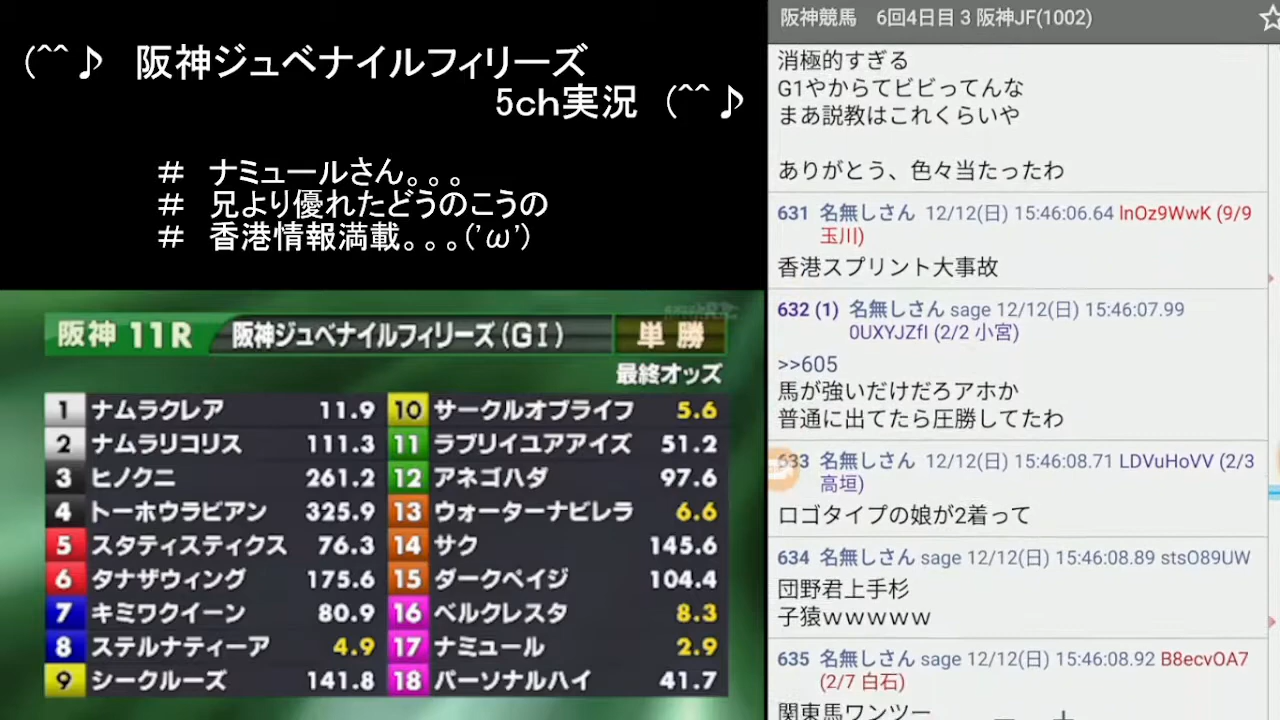 (^^♪ 阪神ジュベナイルフィリーズ
5ch実況 (^^♪
# ナミュールさん。。。
# 兄より優れたどうのこうの
# 香港情報満載。。。('ω')
阪神 11R 阪神ジュベナイルフィリーズ(GⅠ) 単勝
最終オッズ
1 ナムラクレア 11.9 10 サークルオブライフ 5.6
2 ナムラリコリス 111.3 11 ラブリイユアアイズ 51.2
3 ヒノクニ 261.2 12 アネゴハダ 97.6
4 トーホウラビアン 325.9 13 ウォーターナビレラ 6.6
5 スタティスティクス 76.3 14 サク 145.6
6 タナザウィング 175.6 15 ダークペイジ 104.4
7 キミワクイーン 80.9 16 ベルクレスタ 8.3
8 ステルナティーア 4.9 17 ナミュール 2.9
9 シークルーズ 141.8 18 パーソナルハイ 41.7
阪神競馬 6回4日目 3 阪神JF(1002)
消極的すぎる
G1やからてビビってんな
まあ説教はこれくらいや
ありがとう、色々当たったわ
631 名無しさん 12/12(日) 15:46:06.64 InOz9WwK (9/9
玉川)
香港スプリント大事故
632 (1) 名無しさん sage 12/12(日) 15:46:07.99
0UXYJZfI (2/2 小宮)
>>605
馬が強いだけだろアホか
普通に出てたら圧勝してたわ
633 名無しさん 12/12(日) 15:46:08.71 LDVuHoVV (2/3
高垣)
ロゴタイプの娘が2着って
634 名無しさん sage 12/12(日) 15:46:08.89 stsO89UW
団野君上手杉
子猿ｗｗｗｗｗ
635 名無しさん sage 12/12(日) 15:46:08.92 B8ecvOA7
(2/7 白石)
関東馬ワンツー